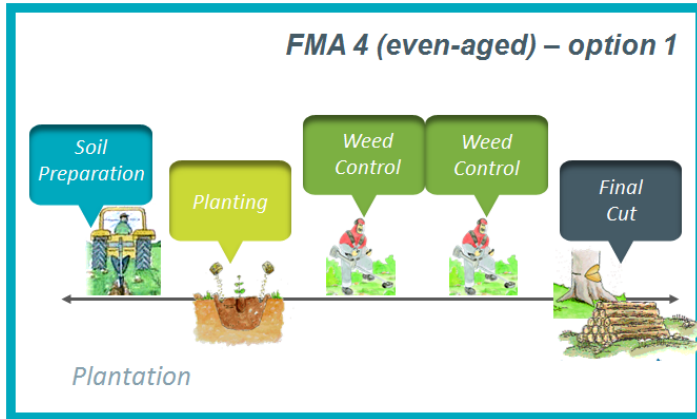 FMA 4 (even-aged) – option 1
Soil
Preparation
Planting
Weed
Control
Weed
Control
Final
Cut
Plantation